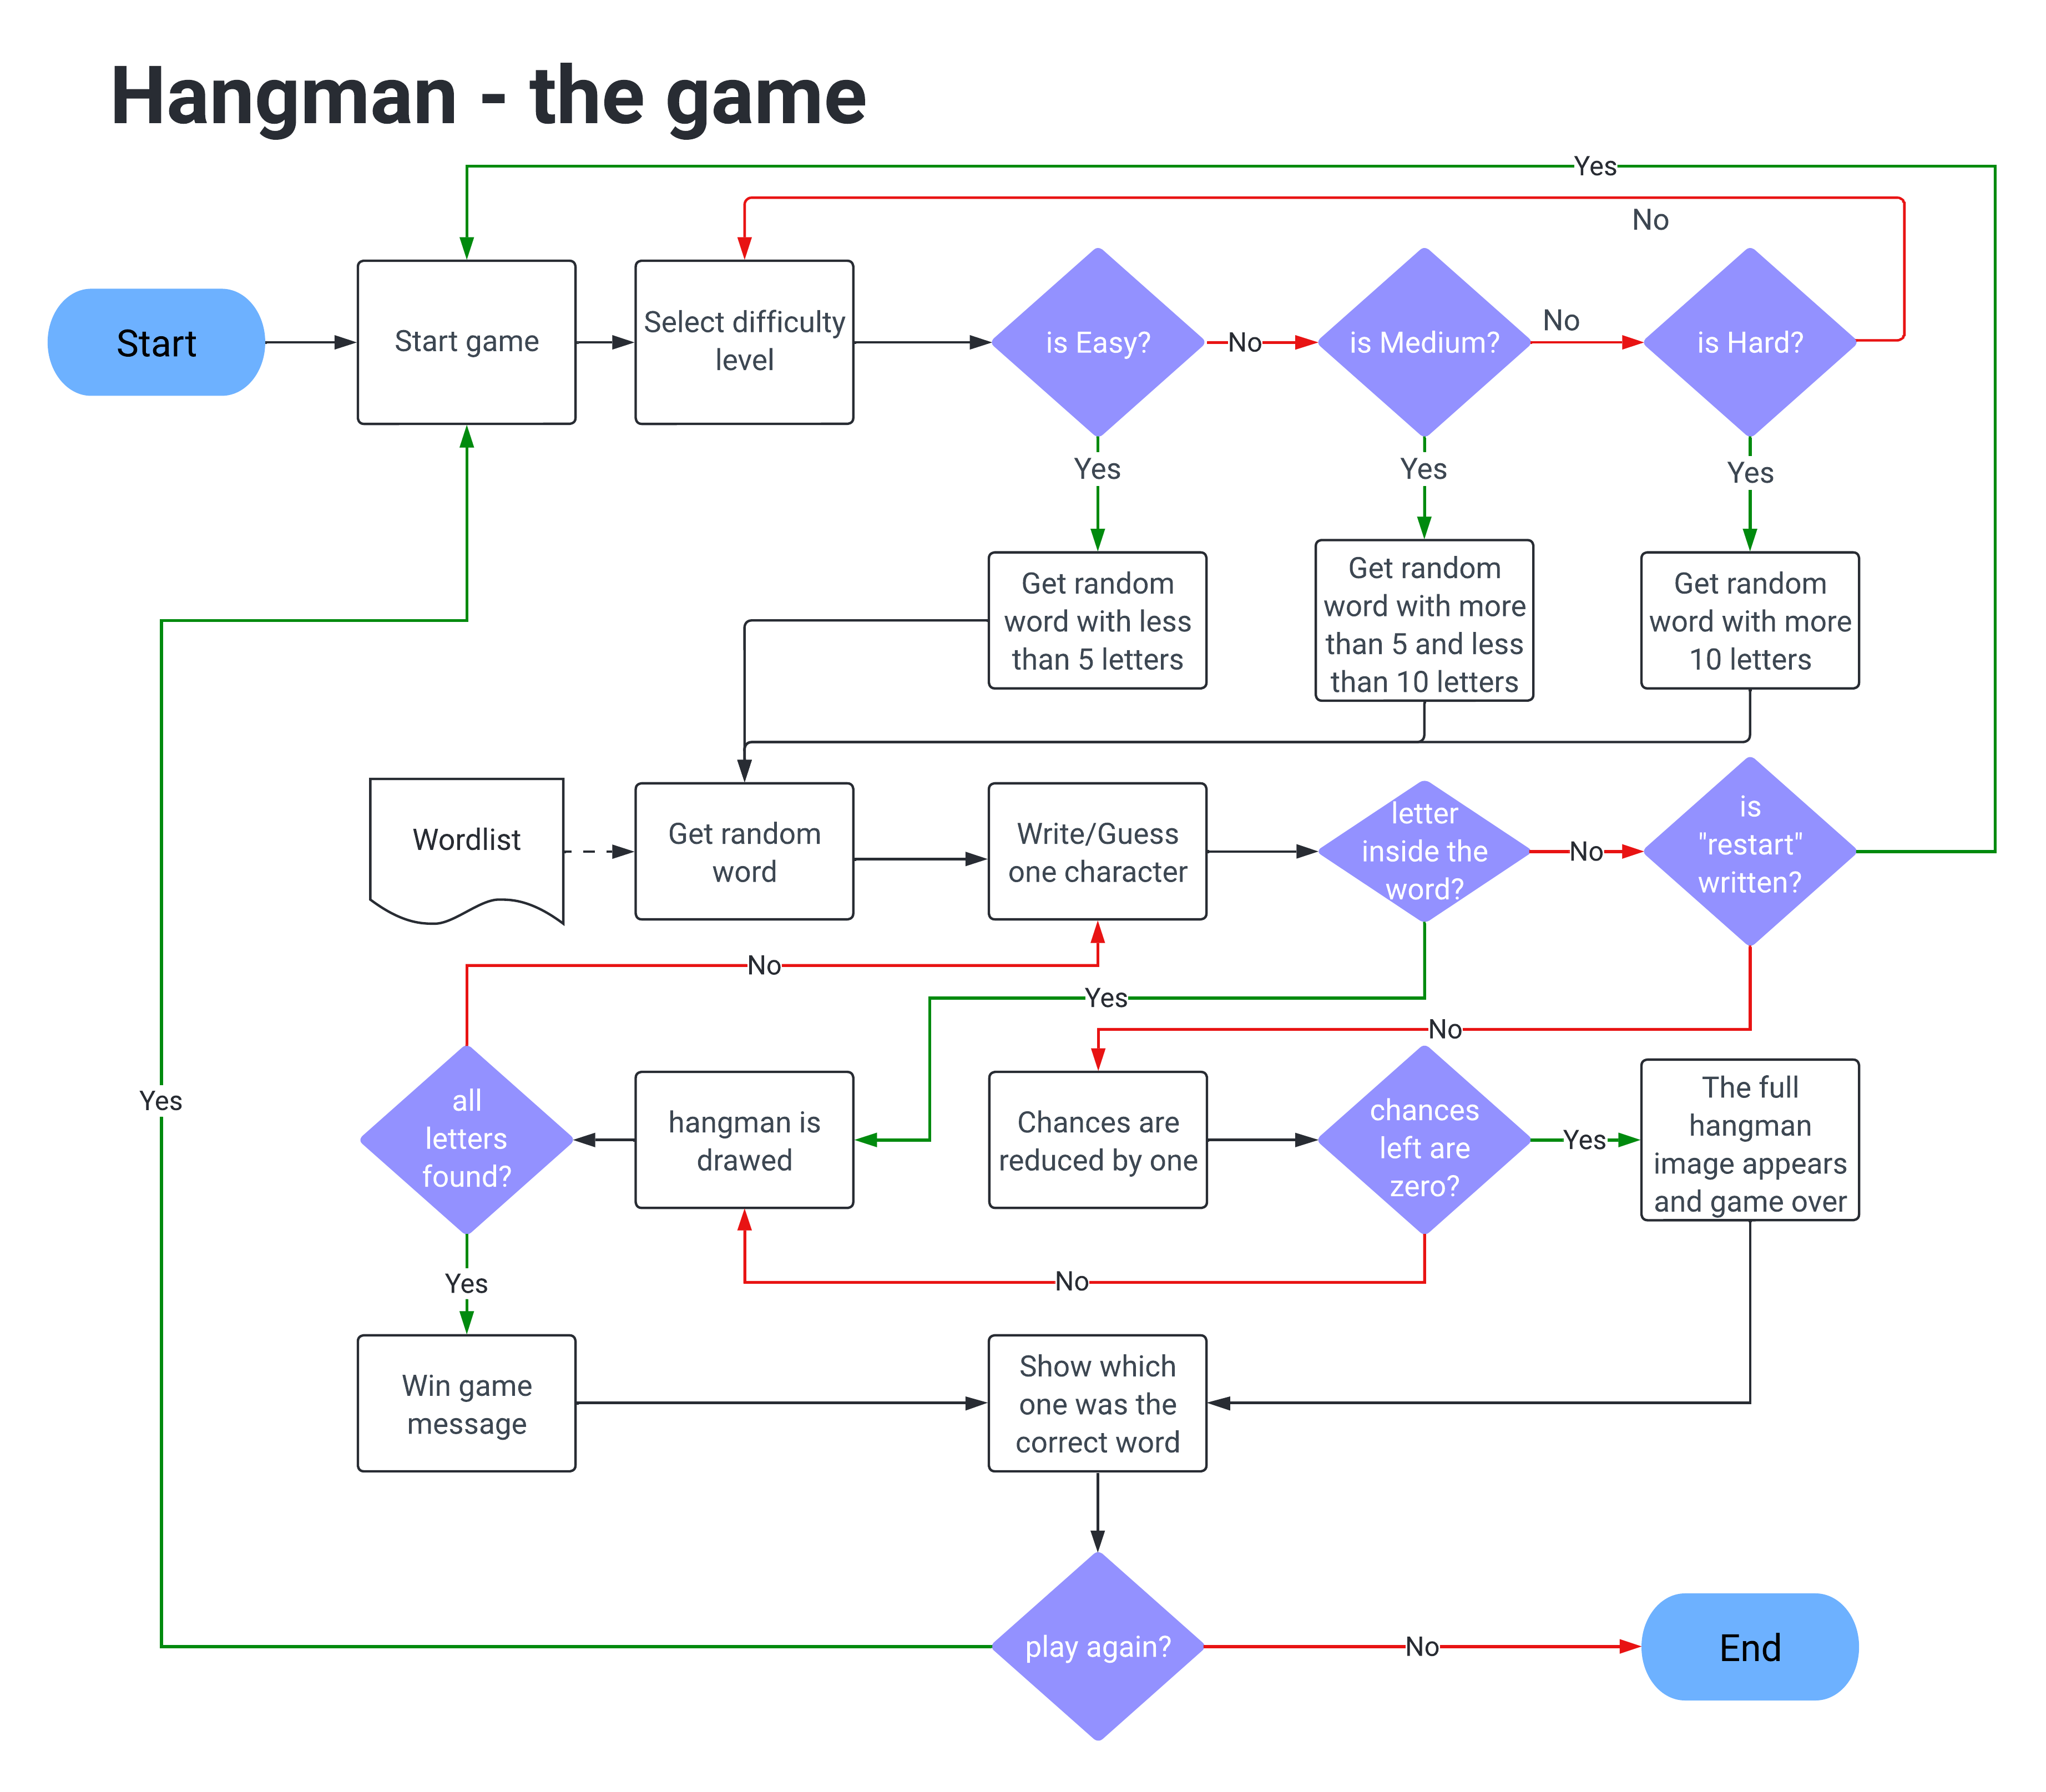 Hangman - the game
Yes
No
Start
Start game
Select difficulty
level
is Easy?
No
is Medium?
No
is Hard?
Yes
Yes
Yes
Get random
word with less
than 5 letters
Get random
word with more
than 5 and less
than 10 letters
Get random
word with more
10 letters
Wordlist
Get random
word
Write/Guess
one character
letter
inside the
word?
No
is
"restart"
written?
No
Yes
No
Yes
all
letters
found?
hangman is
drawed
Chances are
reduced by one
chances
left are
zero?
Yes
The full
hangman
image appears
and game over
Yes
No
Win game
message
Show which
one was the
correct word
play again?
No
End